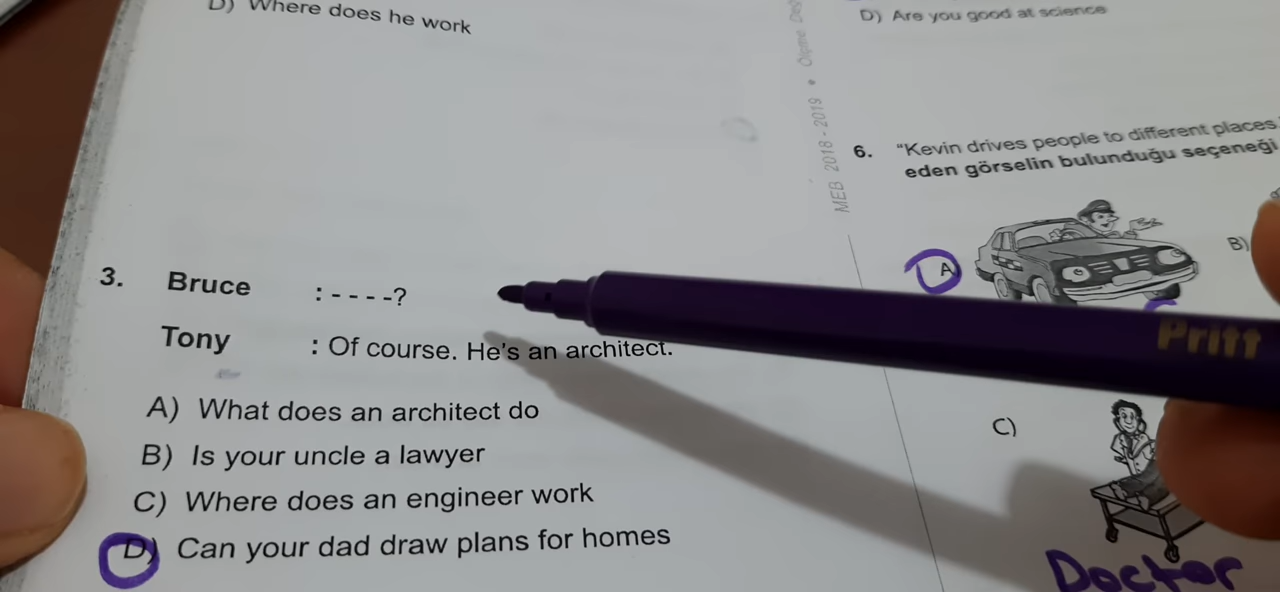 D) Where does he work
3. Bruce : - - - -?
Tony : Of course. He's an architect.
A) What does an architect do
B) Is your uncle a lawyer
C) Where does an engineer work
D) Can your dad draw plans for homes
MEB 2018 - 2019 • Ölçme
D) Are you good at science
6. "Kevin drives people to different places.
eden görselin bulunduğu seçeneği
A)
B)
C)
Doctor
Pritt